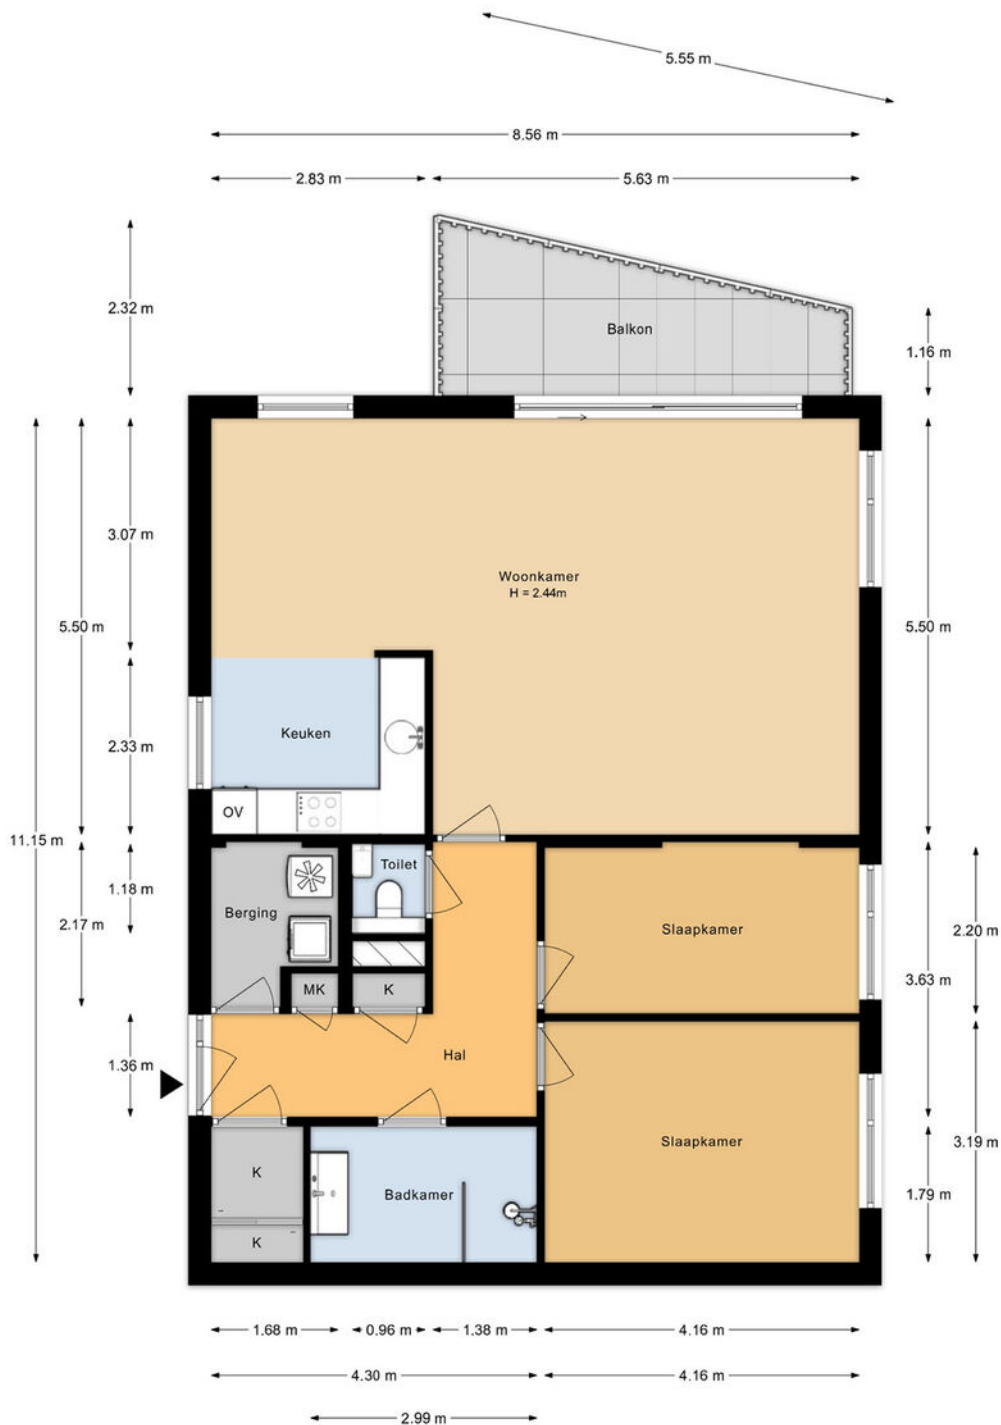 5.55 m
8.56 m
2.83 m
5.63 m
2.32 m
Balkon
1.16 m
3.07 m
Woonkamer
H = 2.44m
5.50 m
5.50 m
Keuken
2.33 m
OV
11.15 m
Toilet
1.18 m
Berging
2.17 m
Slaapkamer
2.20 m
MK
K
3.63 m
Hal
1.36 m
Slaapkamer
3.19 m
K
Badkamer
1.79 m
K
1.68 m
0.96 m
1.38 m
4.16 m
4.30 m
4.16 m
2.99 m